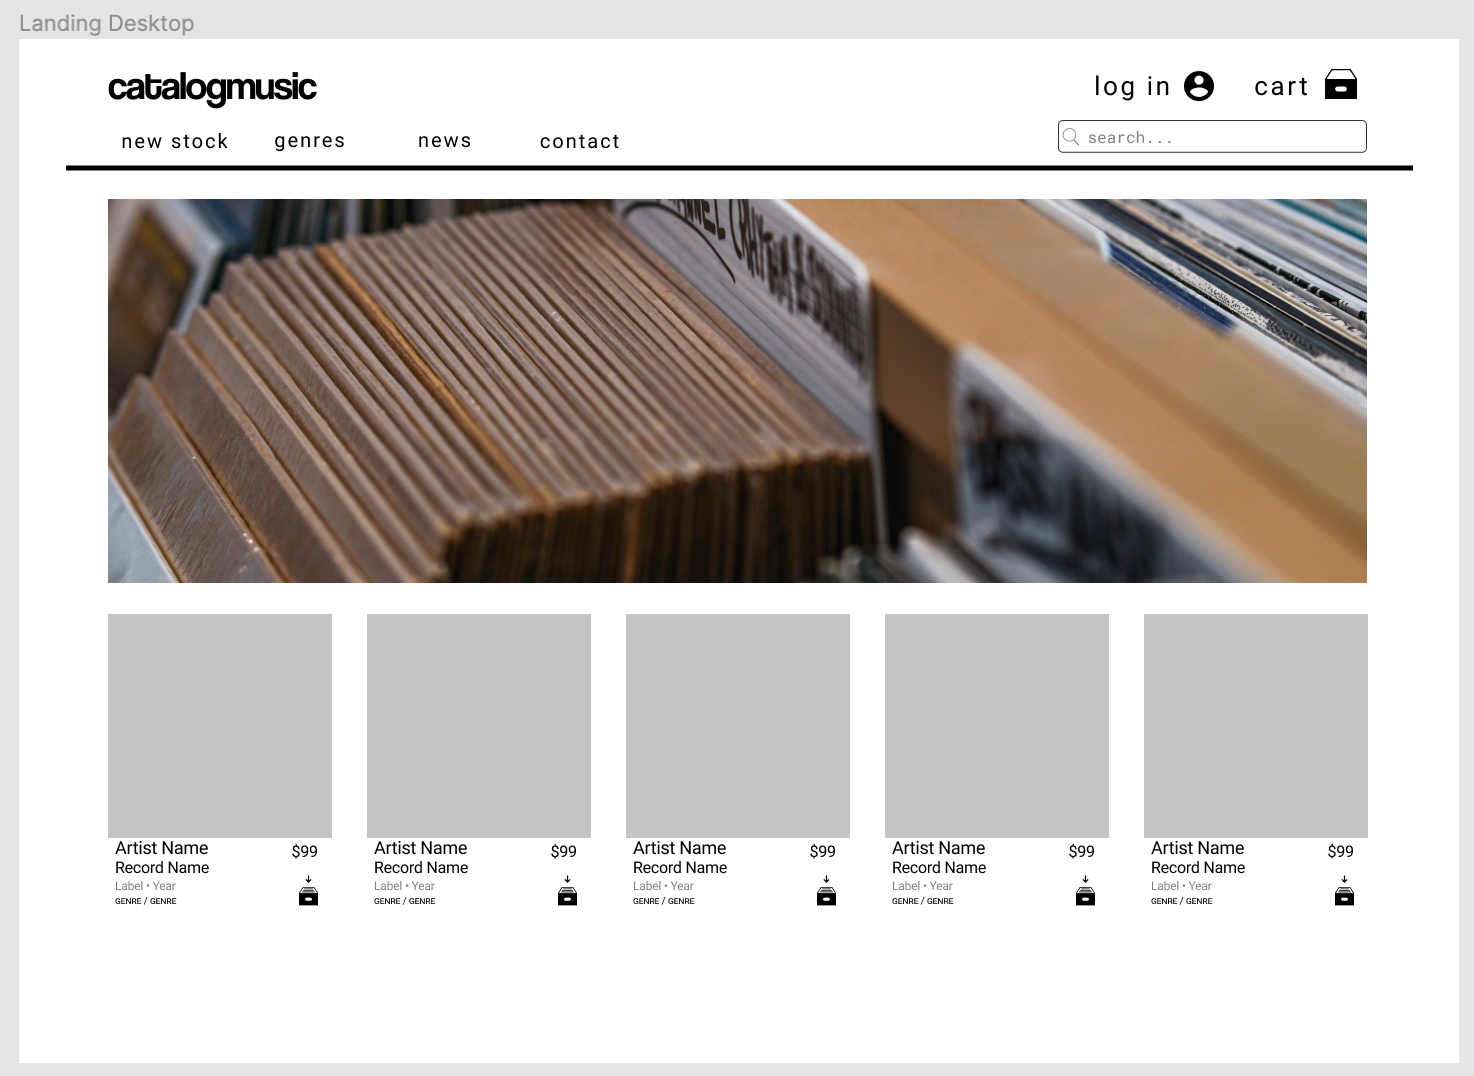 Landing Desktop
catalogmusic
log in
cart
new stock
genres
news
contact
search...
Artist Name
$99
Record Name
Label • Year
GENRE / GENRE
Artist Name
$99
Record Name
Label • Year
GENRE / GENRE
Artist Name
$99
Record Name
Label • Year
GENRE / GENRE
Artist Name
$99
Record Name
Label • Year
GENRE / GENRE
Artist Name
$99
Record Name
Label • Year
GENRE / GENRE